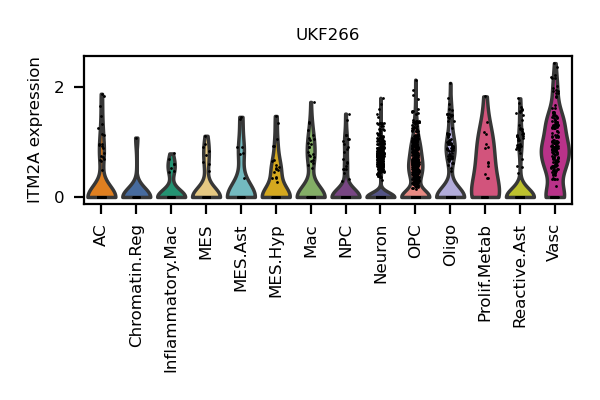 UKF266
ITM2A expression
2
0
AC
Chromatin.Reg
Inflammatory.Mac
MES
MES.Ast
MES.Hyp
Mac
NPC
Neuron
OPC
Oligo
Prolif.Metab
Reactive.Ast
Vasc